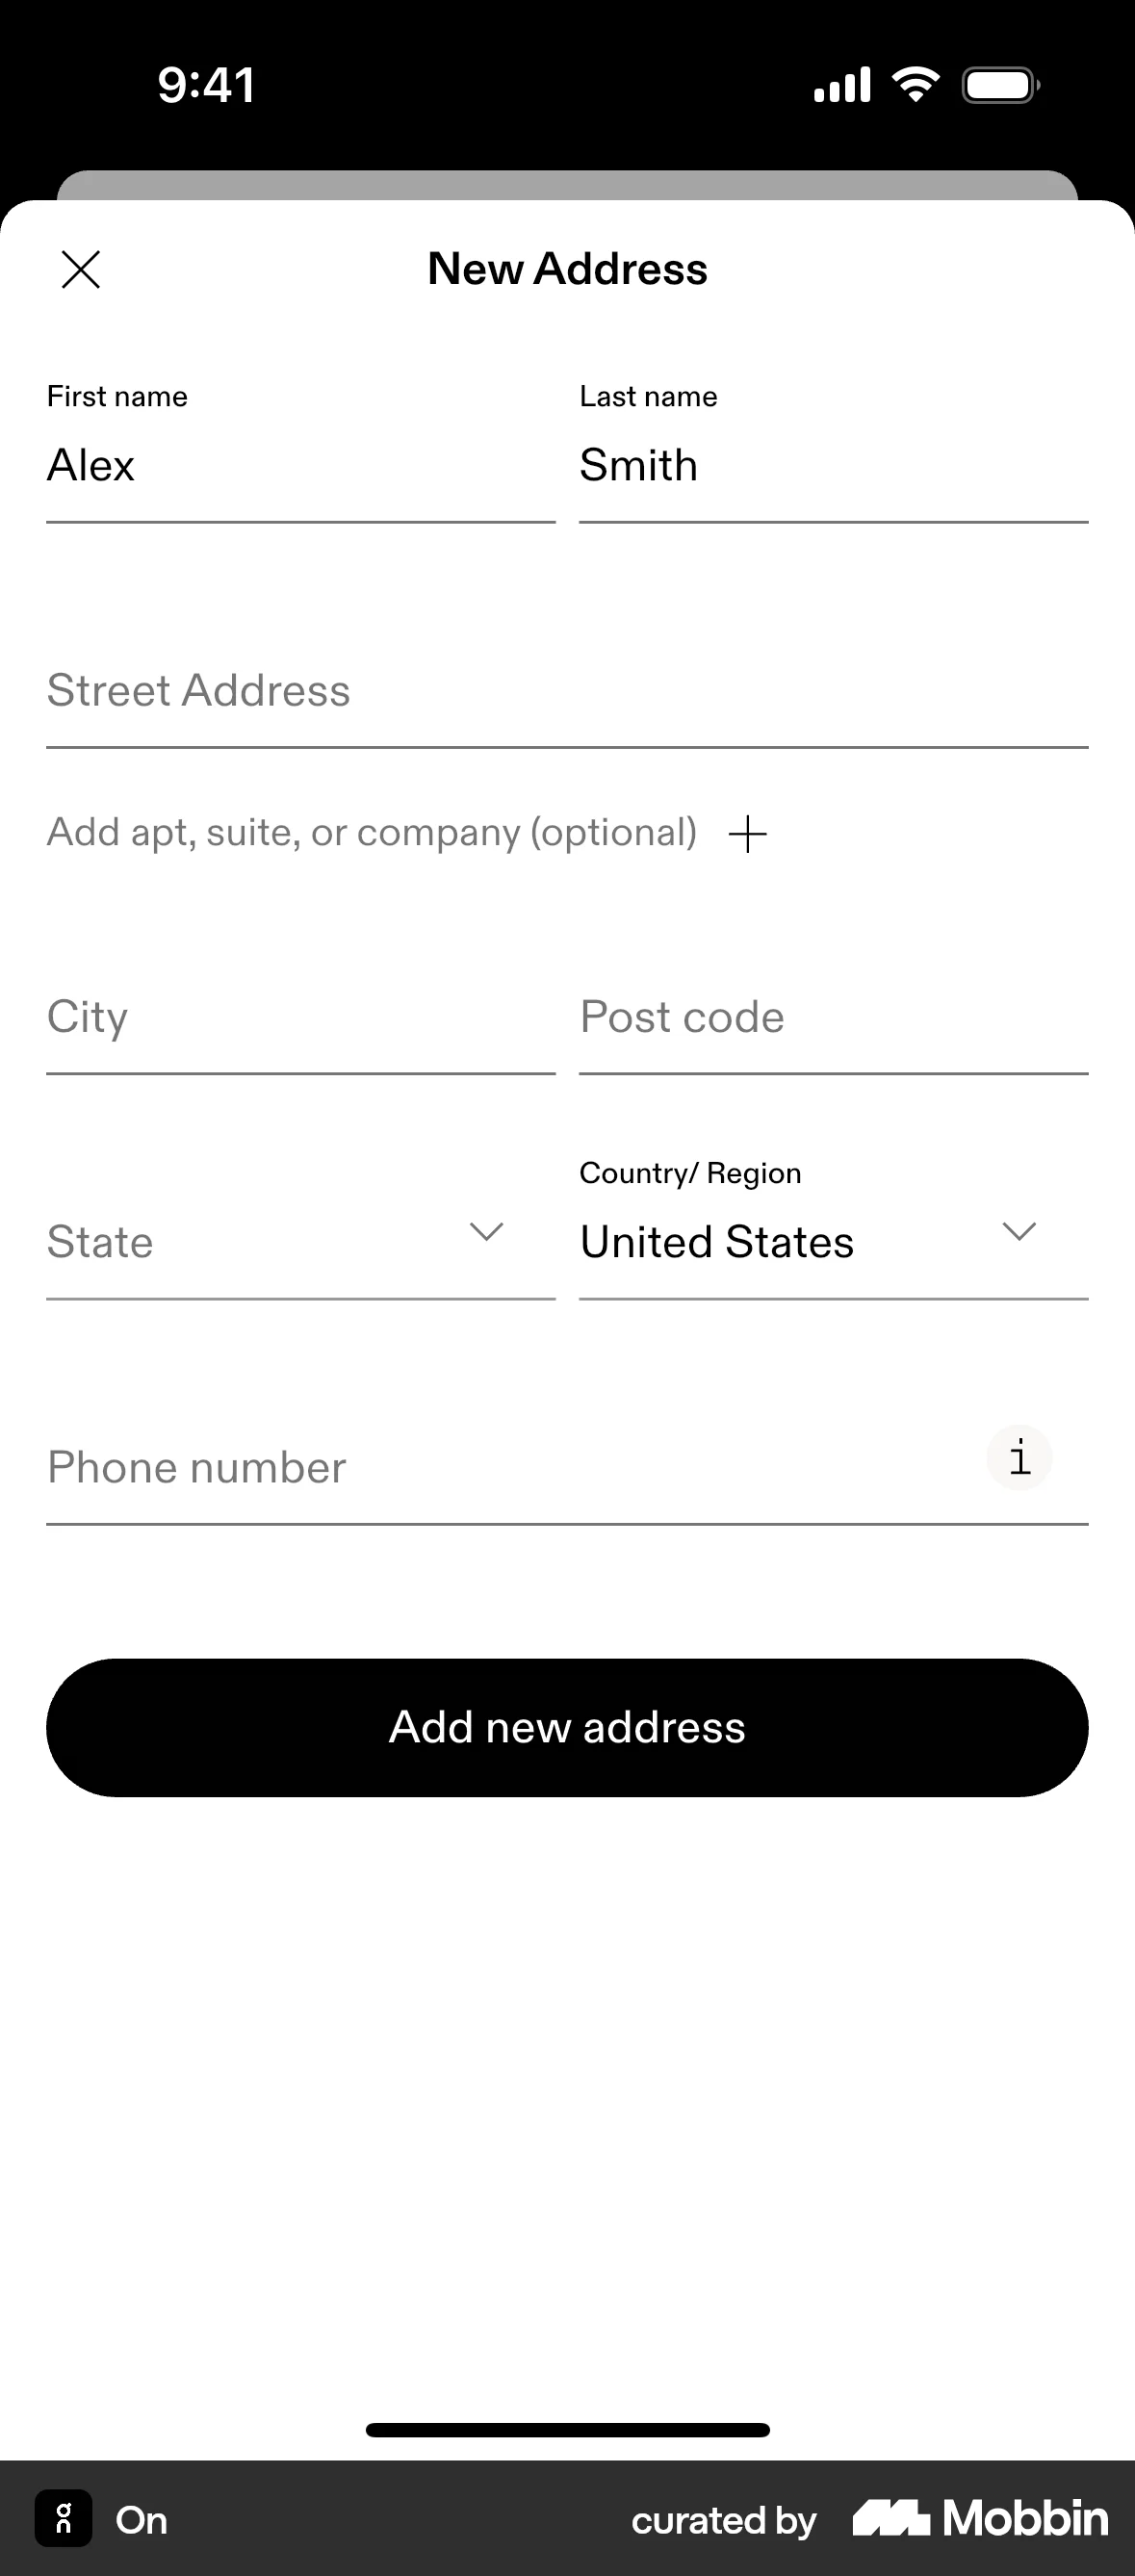 9:41
New Address
First name
Last name
Alex
Smith
Street Address
Add apt, suite, or company (optional)
City
Post code
Country/ Region
State
United States
Phone number
i
Add new address
On
curated by Mobbin